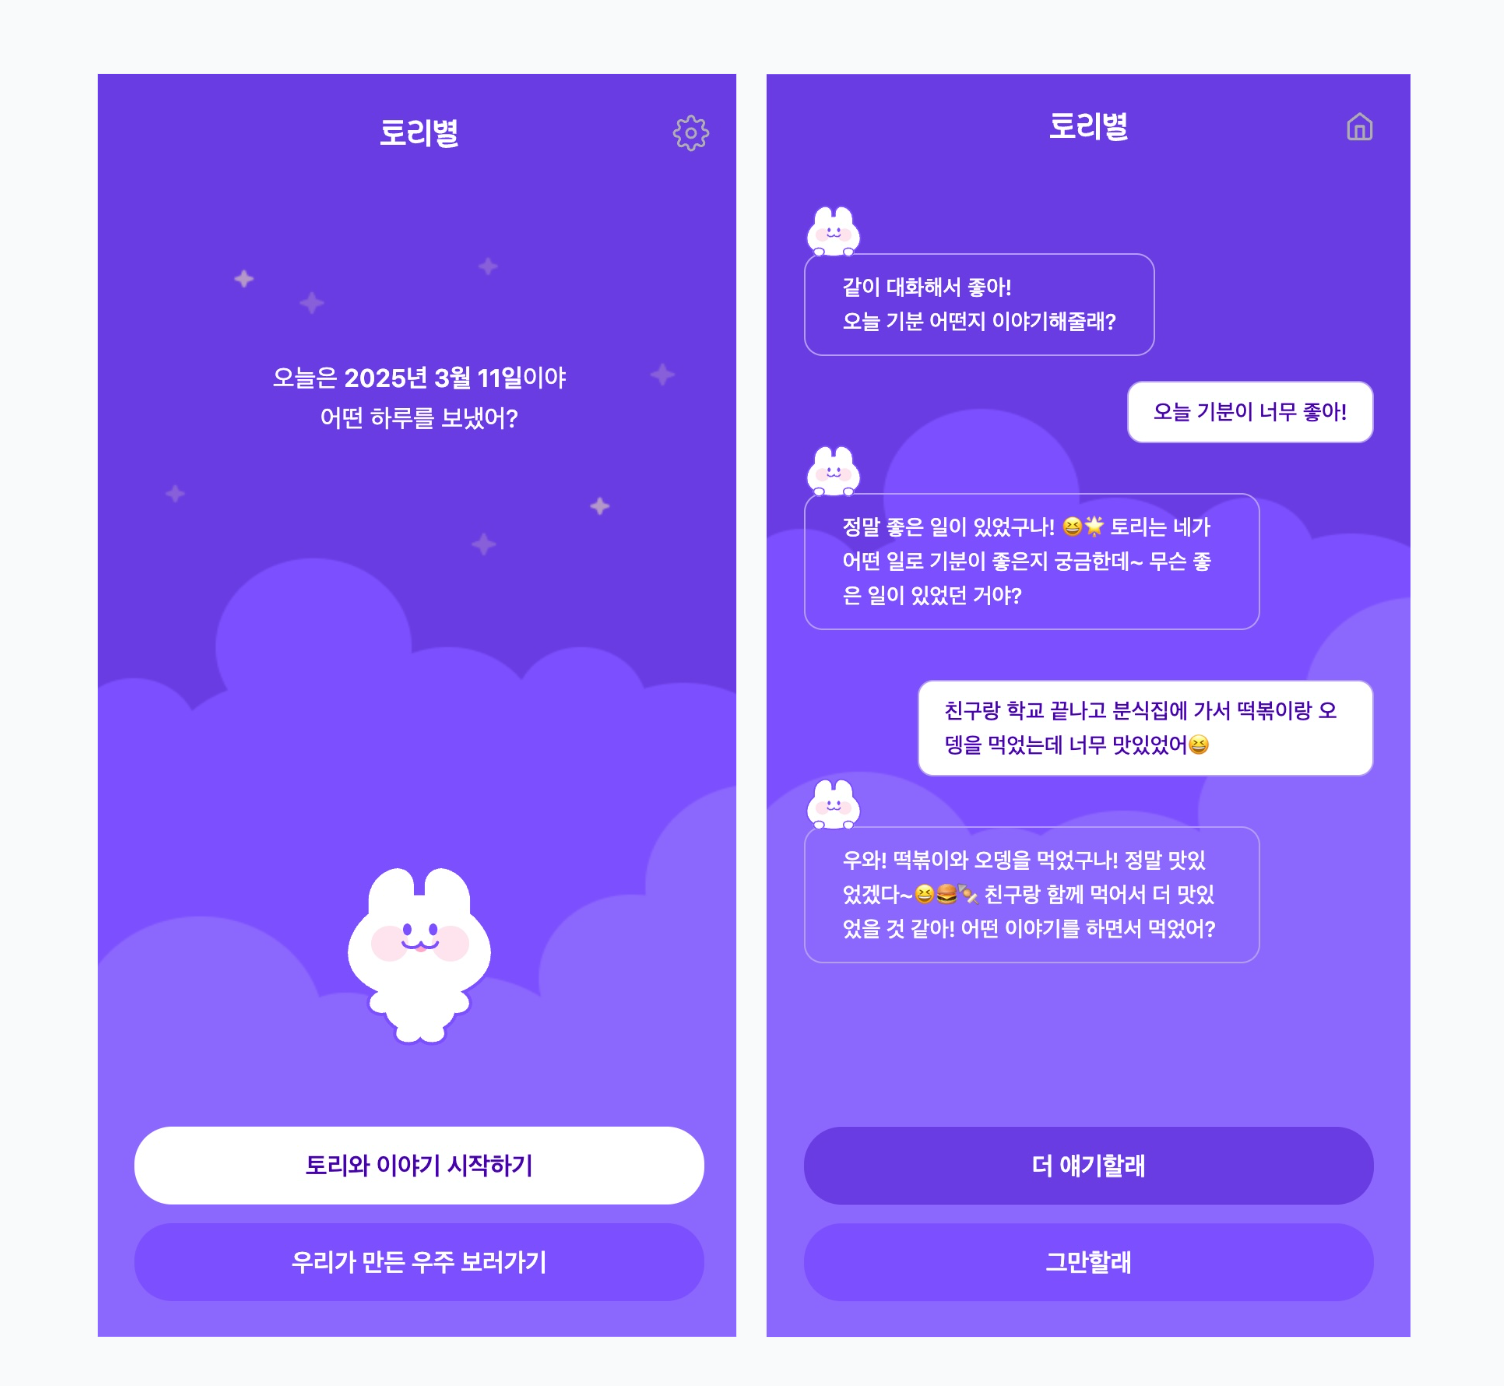 토리별
오늘은 2025년 3월 11일이야
어떤 하루를 보냈어?
토리와 이야기 시작하기
우리가 만든 우주 보러가기
토리별
같이 대화해서 좋아!
오늘 기분 어떤지 이야기해줄래?
오늘 기분이 너무 좋아!
정말 좋은 일이 있었구나! 😆🌟 토리는 네가
어떤 일로 기분이 좋은지 궁금한데~ 무슨 좋
은 일이 있었던 거야?
친구랑 학교 끝나고 분식집에 가서 떡볶이랑 오
뎅을 먹었는데 너무 맛있었어😆
우와! 떡볶이와 오뎅을 먹었구나! 정말 맛있
었겠다~😆🍔🍢 친구랑 함께 먹어서 더 맛있
었을 것 같아! 어떤 이야기를 하면서 먹었어?
더 얘기할래
그만할래